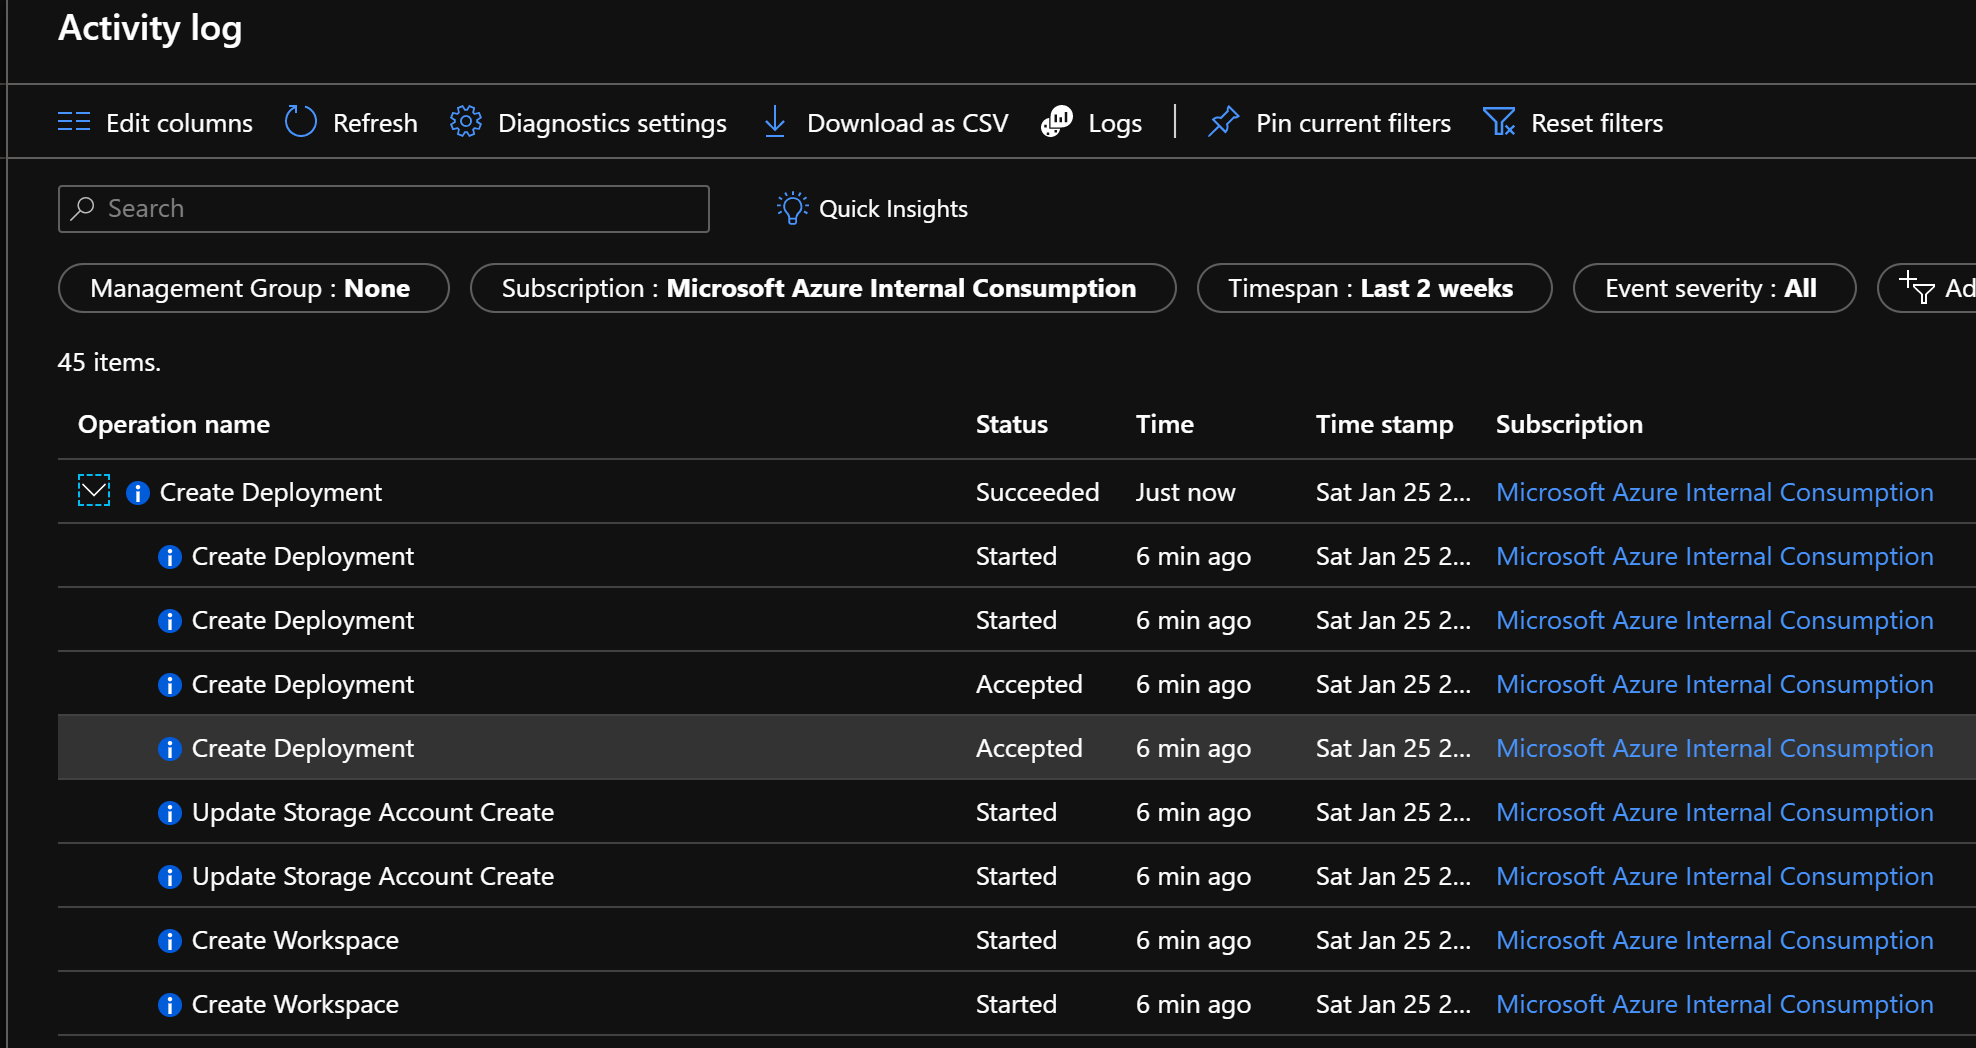 Activity log
Edit columns Refresh Diagnostics settings Download as CSV Logs Pin current filters Reset filters
Search Quick Insights
Management Group : None Subscription : Microsoft Azure Internal Consumption Timespan : Last 2 weeks Event severity : All Ad
45 items.
Operation name Status Time Time stamp Subscription
Create Deployment Succeeded Just now Sat Jan 25 2... Microsoft Azure Internal Consumption
Create Deployment Started 6 min ago Sat Jan 25 2... Microsoft Azure Internal Consumption
Create Deployment Started 6 min ago Sat Jan 25 2... Microsoft Azure Internal Consumption
Create Deployment Accepted 6 min ago Sat Jan 25 2... Microsoft Azure Internal Consumption
Create Deployment Accepted 6 min ago Sat Jan 25 2... Microsoft Azure Internal Consumption
Update Storage Account Create Started 6 min ago Sat Jan 25 2... Microsoft Azure Internal Consumption
Update Storage Account Create Started 6 min ago Sat Jan 25 2... Microsoft Azure Internal Consumption
Create Workspace Started 6 min ago Sat Jan 25 2... Microsoft Azure Internal Consumption
Create Workspace Started 6 min ago Sat Jan 25 2... Microsoft Azure Internal Consumption